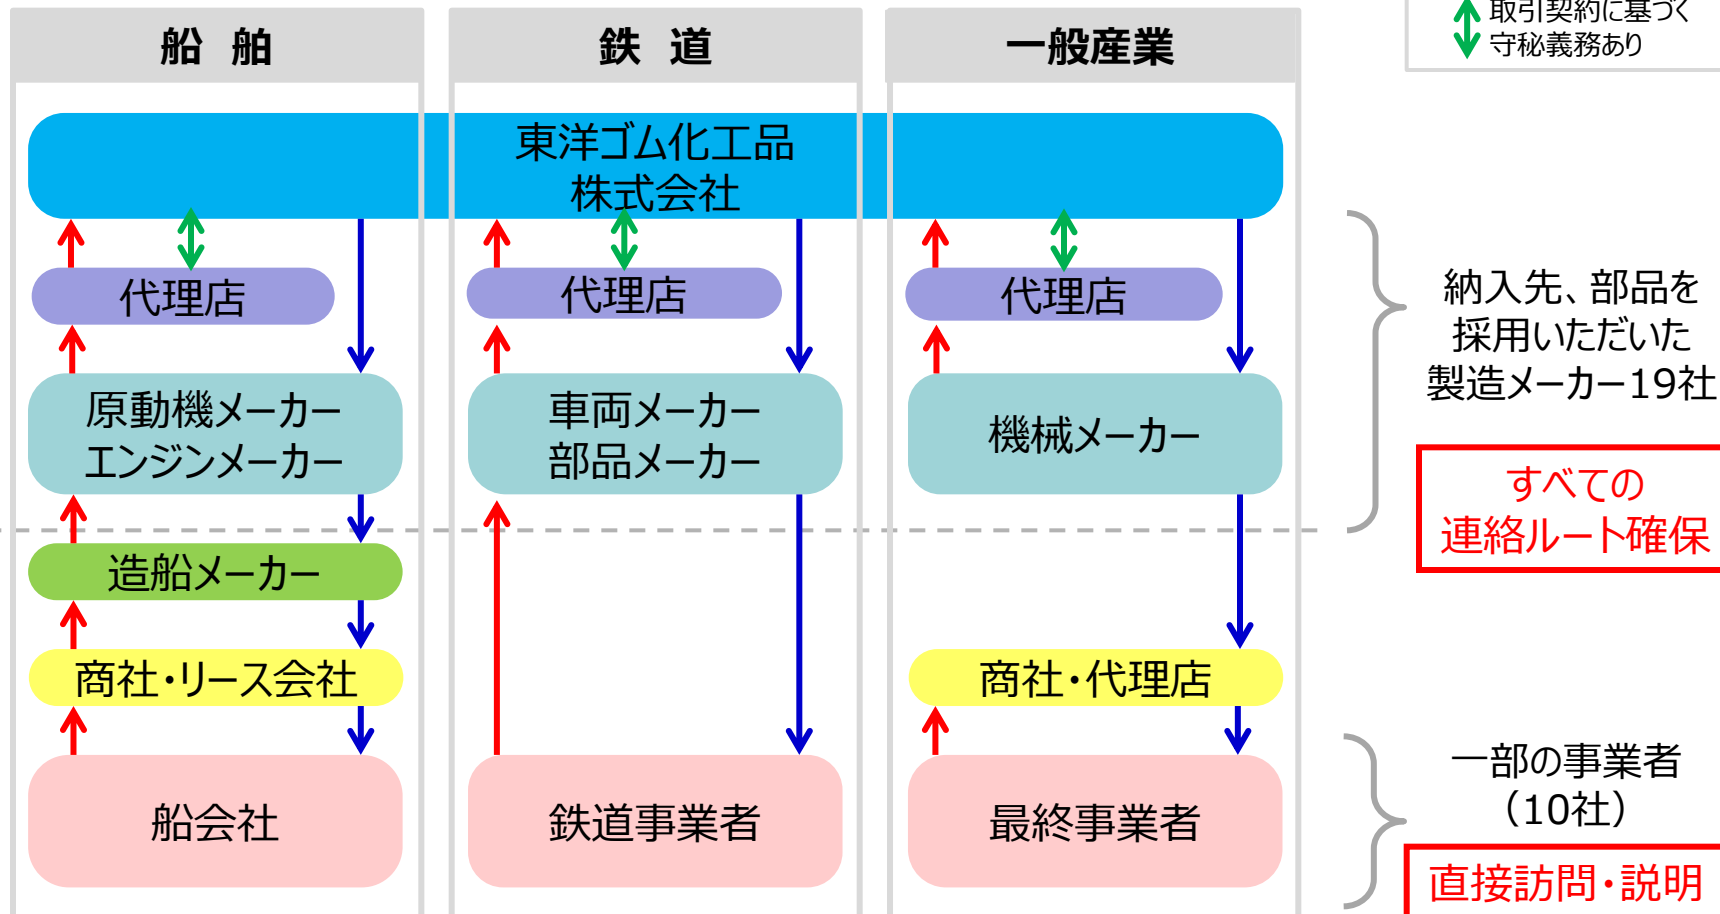 船 舶
鉄 道
一般産業
取引契約に基づく
守秘義務あり
東洋ゴム化工品
株式会社
代理店
代理店
代理店
原動機メーカー
エンジンメーカー
車両メーカー
部品メーカー
機械メーカー
造船メーカー
商社・リース会社
商社・代理店
船会社
鉄道事業者
最終事業者
納入先、部品を
採用いただいた
製造メーカー19社
すべての
連絡ルート確保
一部の事業者
（10社）
直接訪問・説明